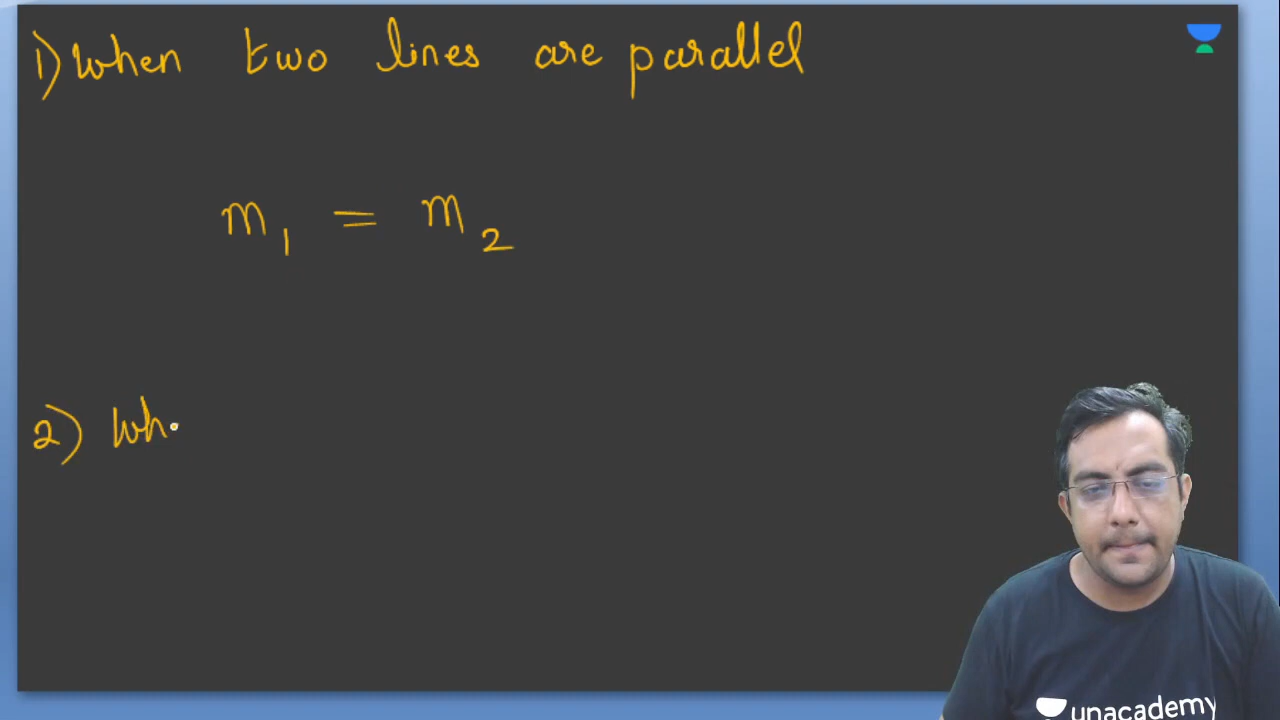 1) When two lines are parallel
m₁ = m₂
2) Wh
unacademy